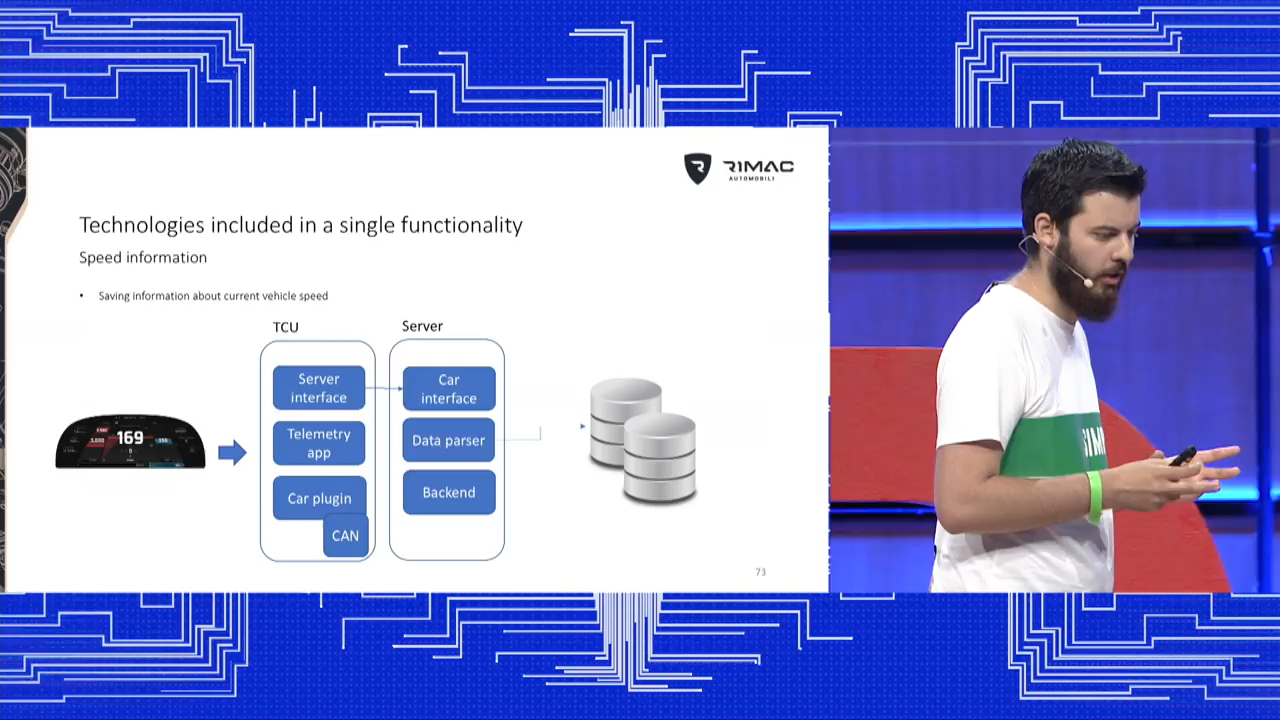 RIMAC
AUTOMOBILI
Technologies included in a single functionality
Speed information
• Saving information about current vehicle speed
TCU
Server
Server
interface
Car
interface
Telemetry
app
Data parser
Car plugin
Backend
CAN
169
73